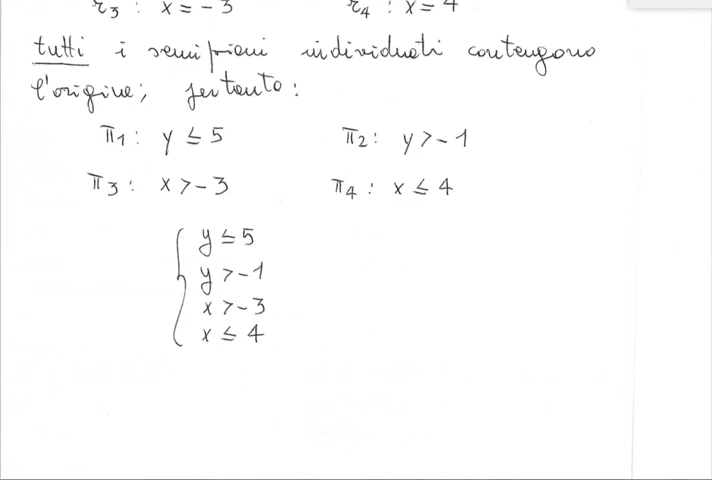 r₃ : x = - 3 r₄ : x = 4
tutti i semipiani individuati contengono
l'origine; pertanto:
π₁: y ≤ 5 π₂: y > -1
π₃: x > -3 π₄: x ≤ 4
y ≤ 5
y > -1
x > -3
x ≤ 4